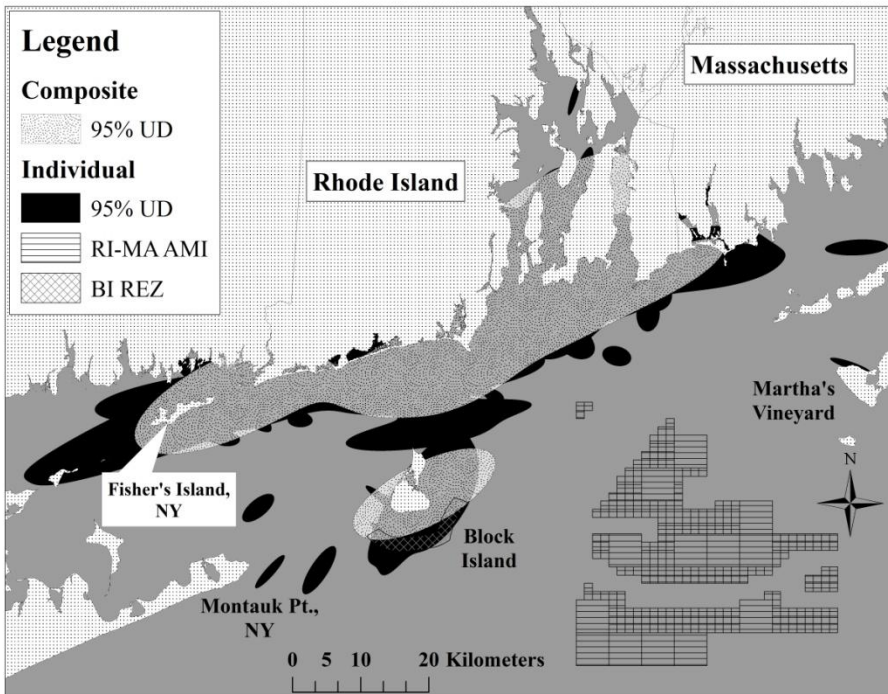 Legend
Composite
95% UD
Individual
95% UD
RI-MA AMI
BI REZ
Massachusetts
Rhode Island
Martha's
Vineyard
N
Fisher's Island,
NY
Block
Island
Montauk Pt.,
NY
0 5 10 20 Kilometers